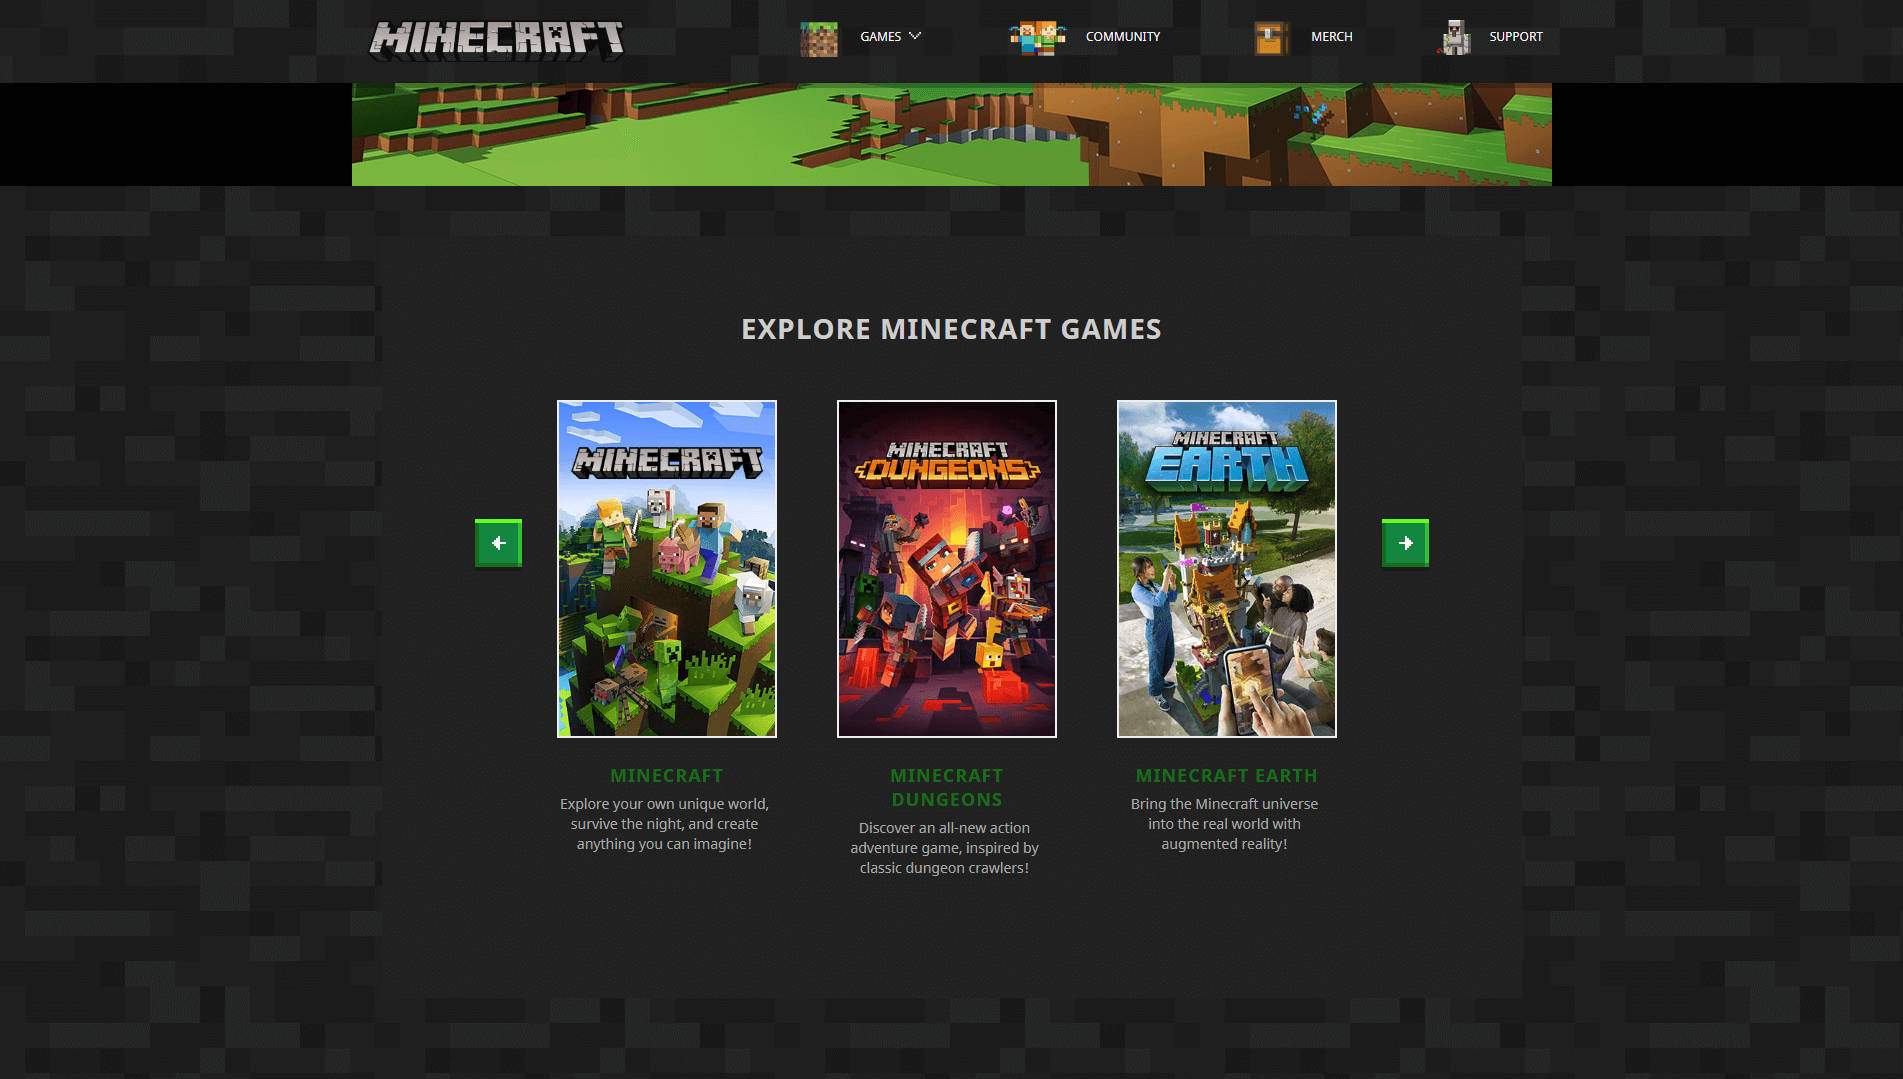 MINECRAFT
GAMES
COMMUNITY
MERCH
SUPPORT
EXPLORE MINECRAFT GAMES
MINECRAFT
MINECRAFT
DUNGEONS
MINECRAFT
EARTH
MINECRAFT
Explore your own unique world,
survive the night, and create
anything you can imagine!
MINECRAFT
DUNGEONS
Discover an all-new action
adventure game, inspired by
classic dungeon crawlers!
MINECRAFT EARTH
Bring the Minecraft universe
into the real world with
augmented reality!